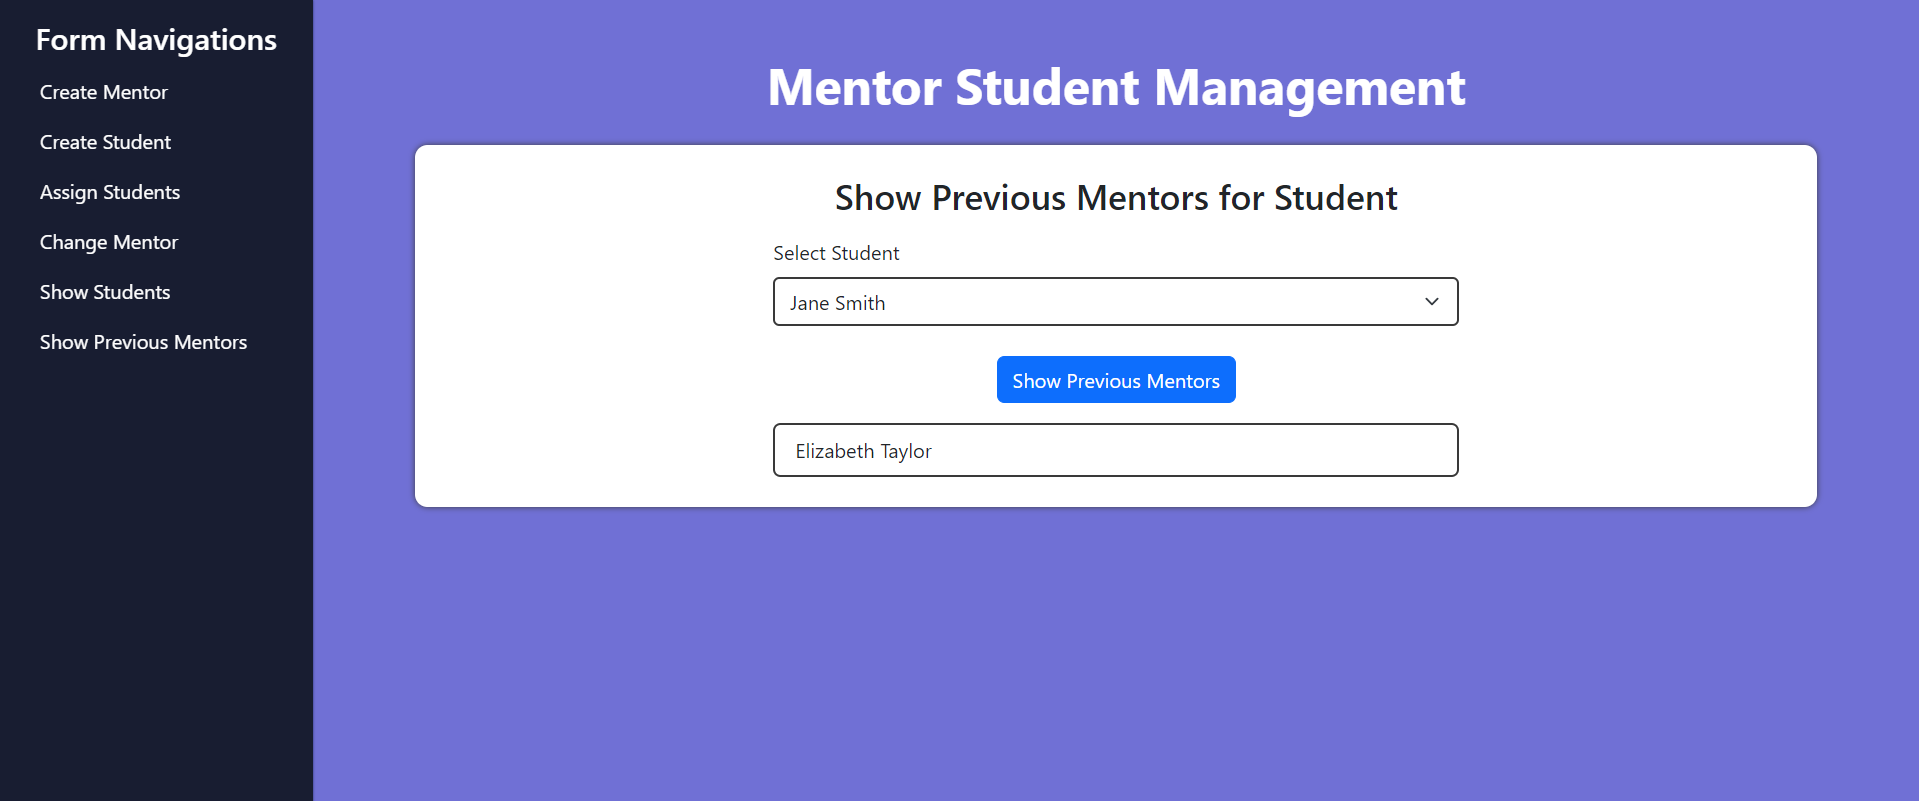 Form Navigations
Create Mentor
Create Student
Assign Students
Change Mentor
Show Students
Show Previous Mentors
Mentor Student Management
Show Previous Mentors for Student
Select Student
Jane Smith
Show Previous Mentors
Elizabeth Taylor